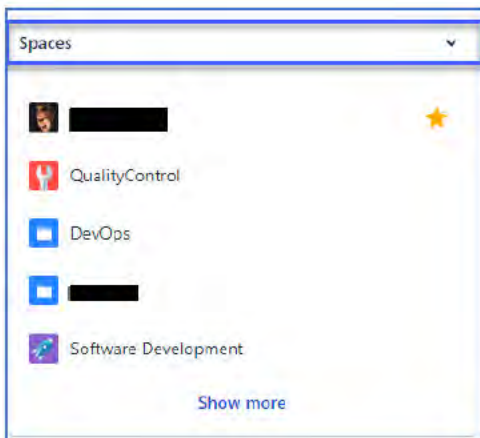 Spaces
QualityControl
DevOps
Software Development
Show more